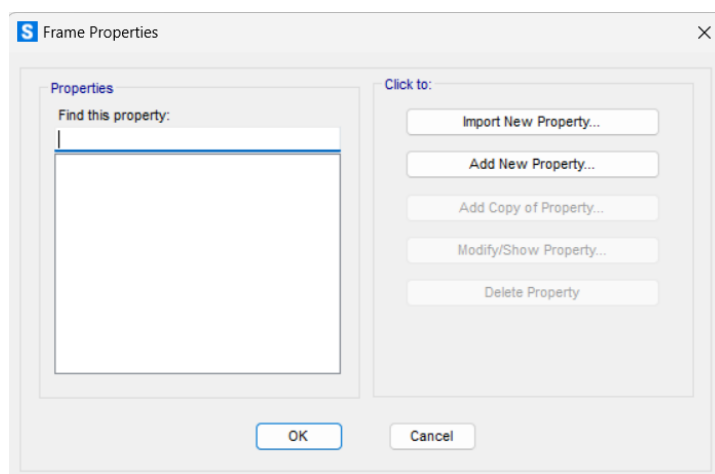 S Frame Properties
Properties
Find this property:
Click to:
Import New Property...
Add New Property...
Add Copy of Property...
Modify/Show Property...
Delete Property
OK
Cancel